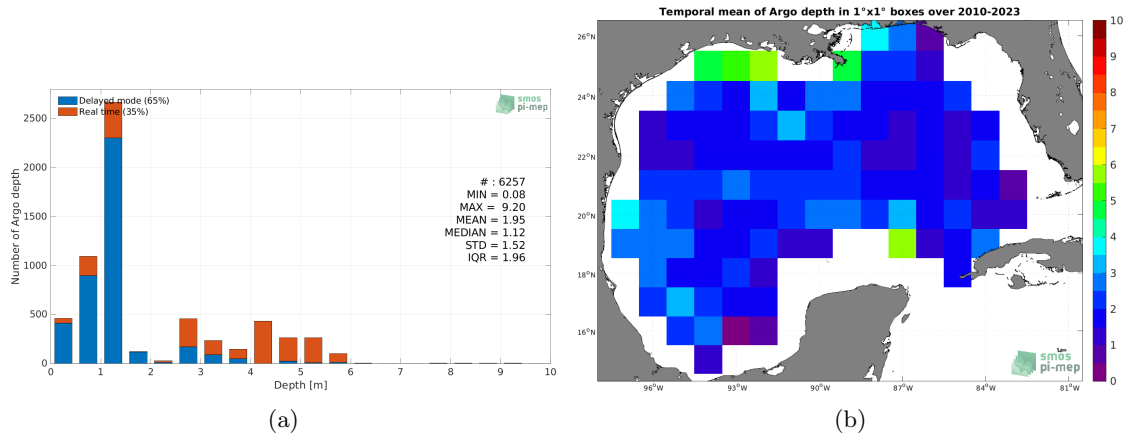 Delayed mode (65%)
Real time (35%)
smos
pi-mep
# : 6257
MIN = 0.08
MAX = 9.20
MEAN = 1.95
MEDIAN = 1.12
STD = 1.52
IQR = 1.96
Number of Argo depth
2500
2000
1500
1000
500
0
0 1 2 3 4 5 6 7 8 9 10
Depth [m]
(a)
Temporal mean of Argo depth in 1°x1° boxes over 2010-2023
26°N
24°N
22°N
20°N
18°N
16°N
96°W 93°W 90°W 87°W 84°W 81°W
smos
pi-mep
10
9
8
7
6
5
4
3
2
1
0
(b)